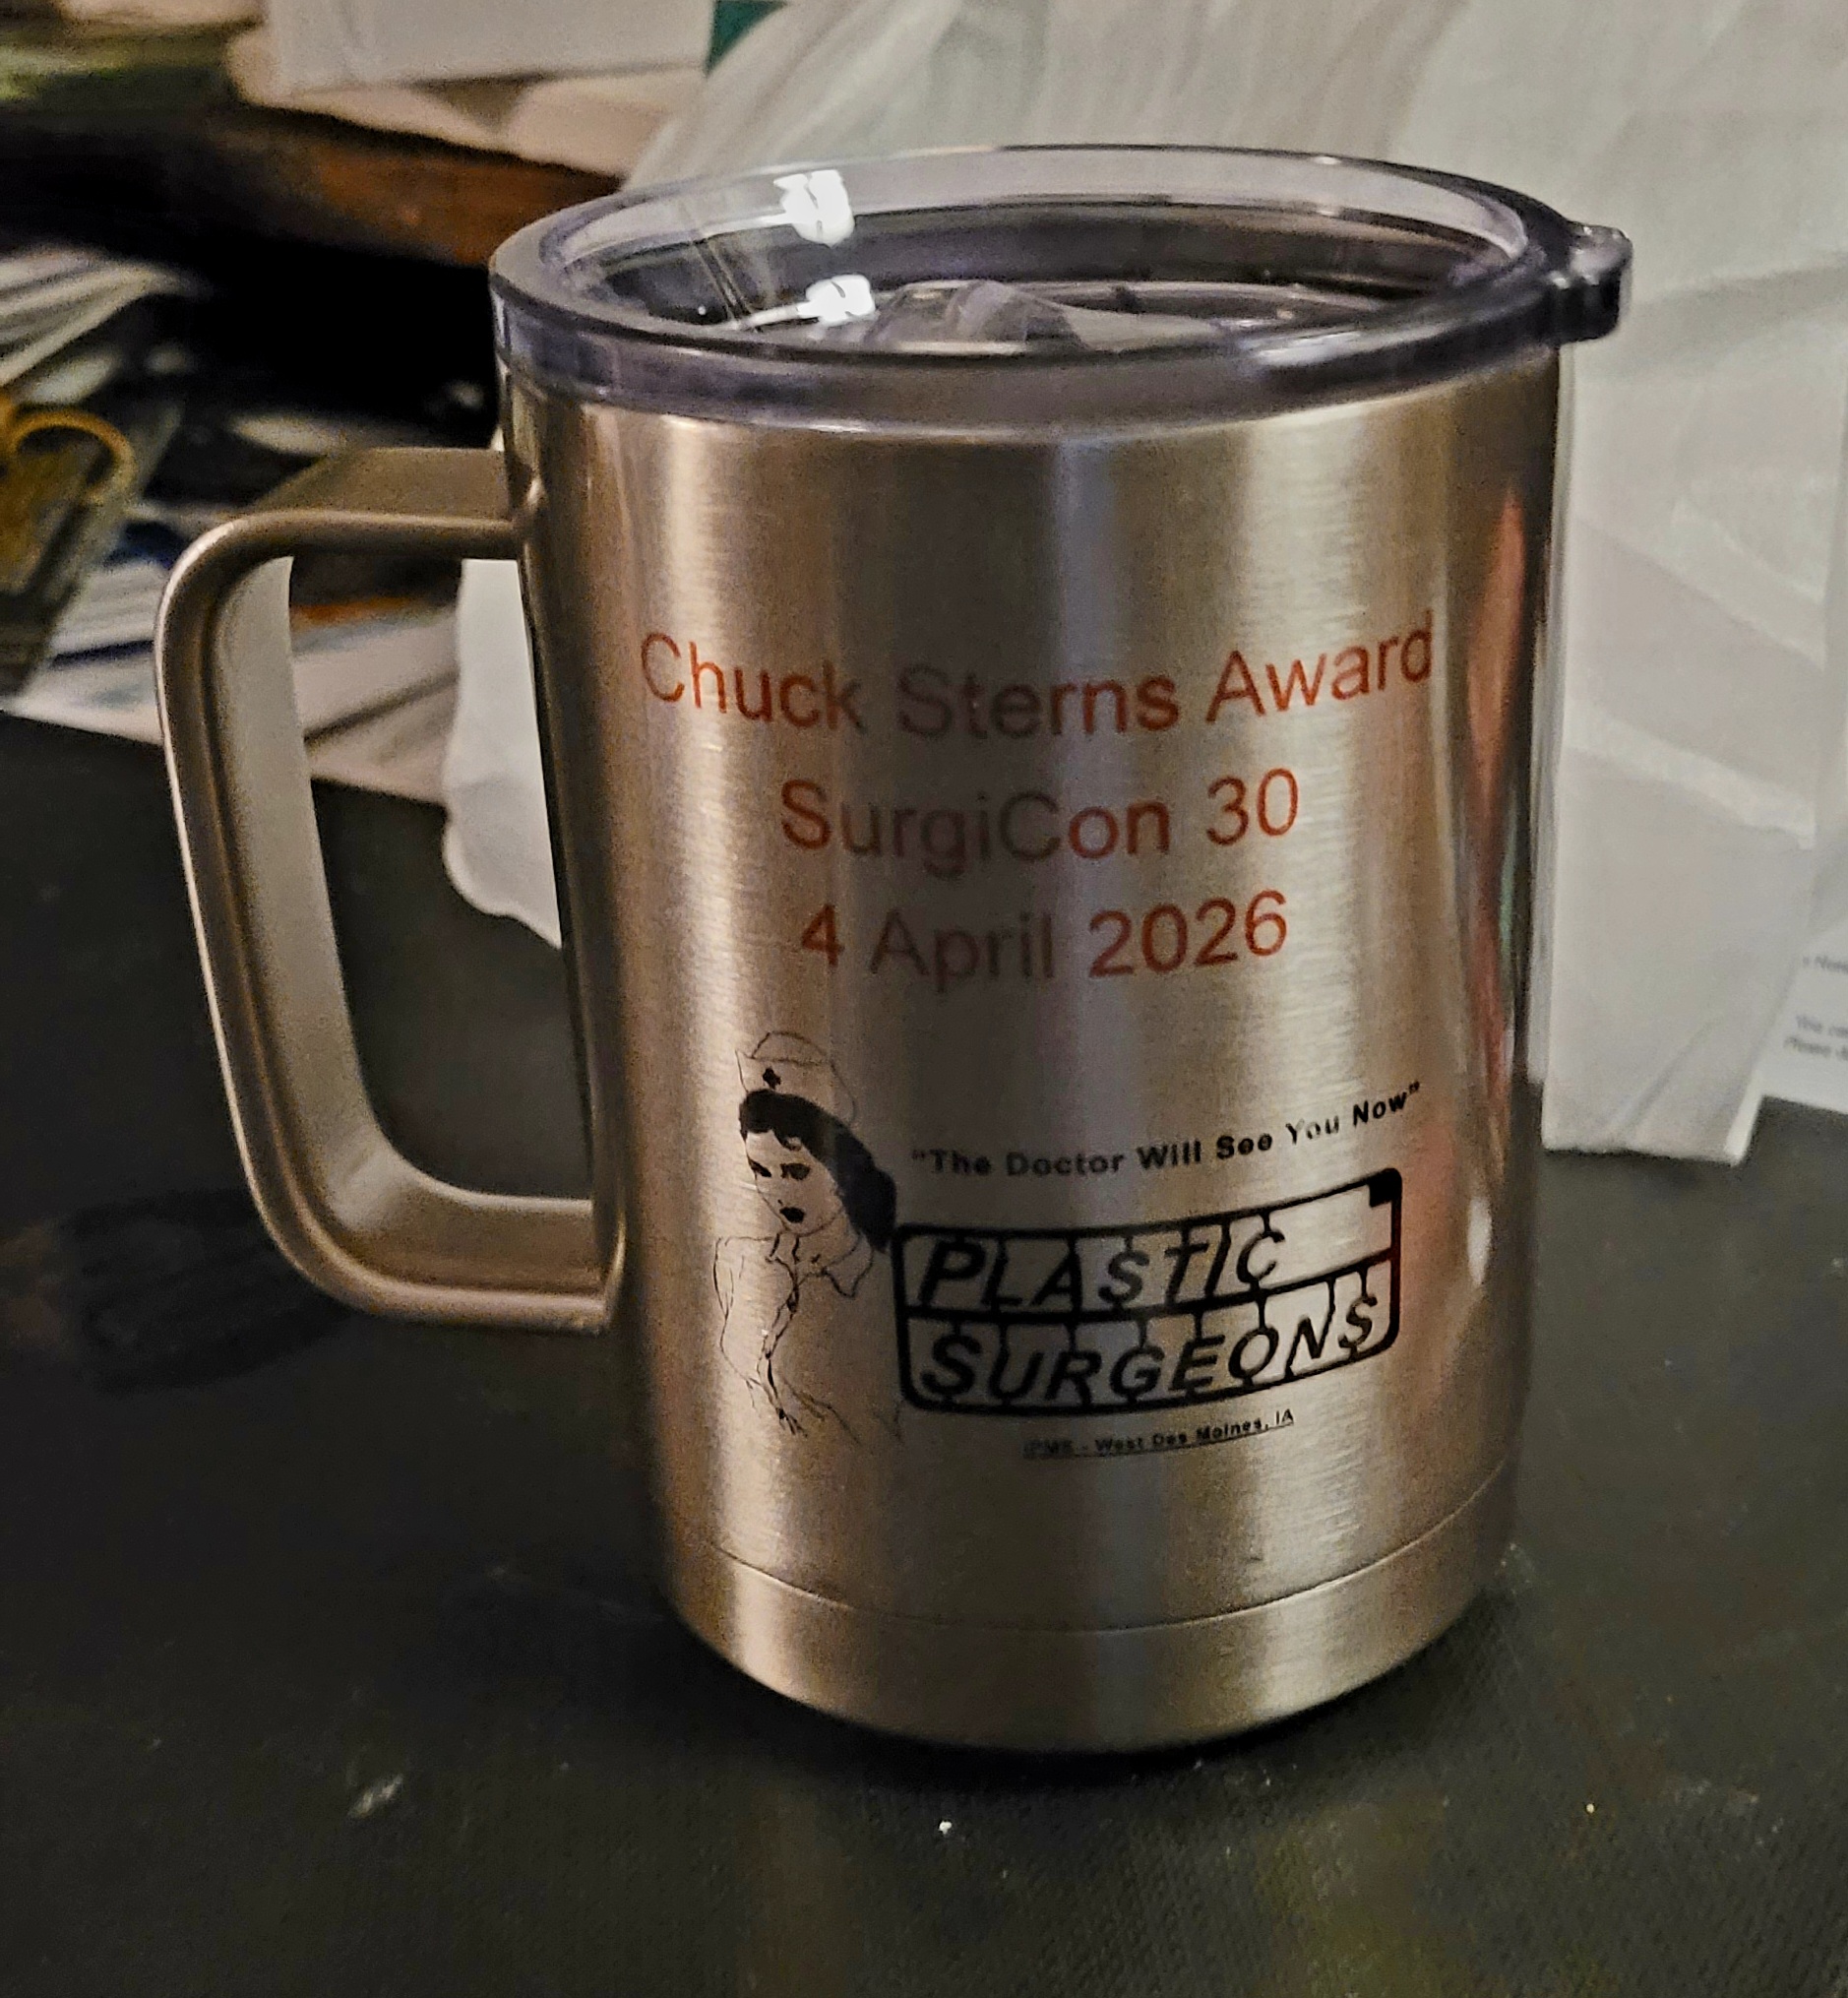 Chuck Sterns Award
SurgiCon 30
4 April 2026
"The Doctor Will See You Now"
PLASTIC
SURGEONS
IPMS - West Des Moines, IA